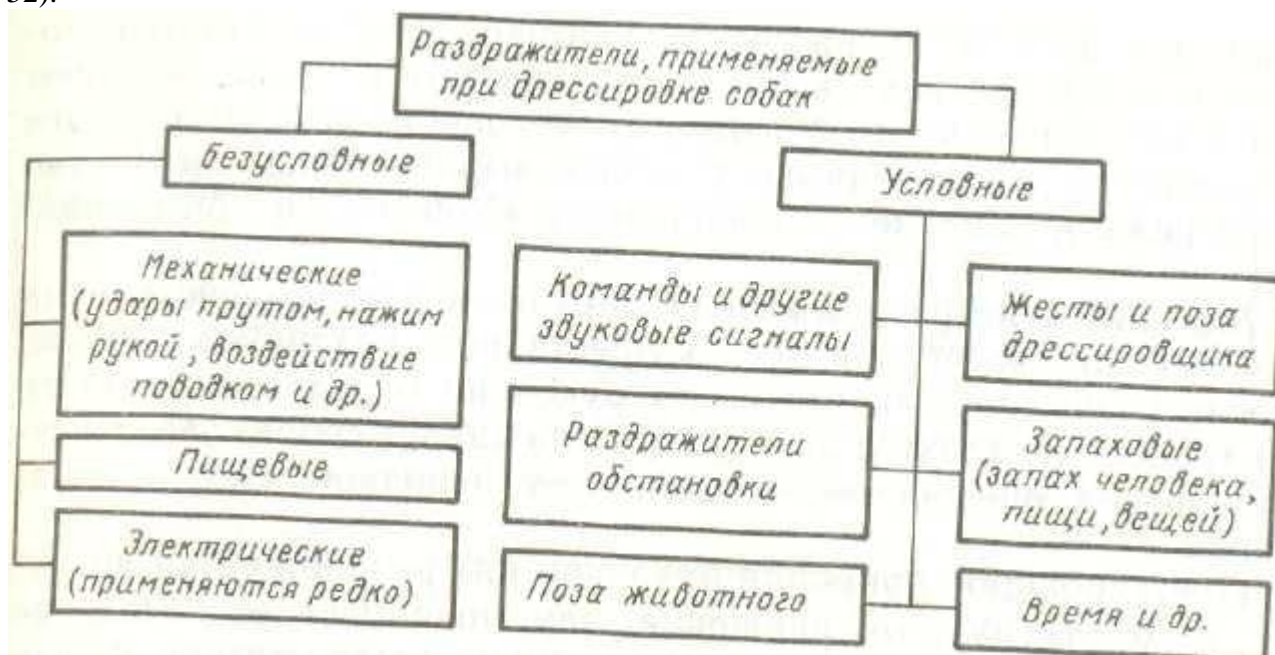 32).
Раздражители, применяемые
при дрессировке собак
Безусловные
Условные
Механические
(удары прутом, нажим
рукой, воздействие
поводком и др.)
Пищевые
Электрические
(применяются редко)
Команды и другие
звуковые сигналы
Раздражители
обстановки
Поза животного
Жесты и поза
дрессировщика
Запаховые
(запах человека,
пищи, вещей)
Время и др.